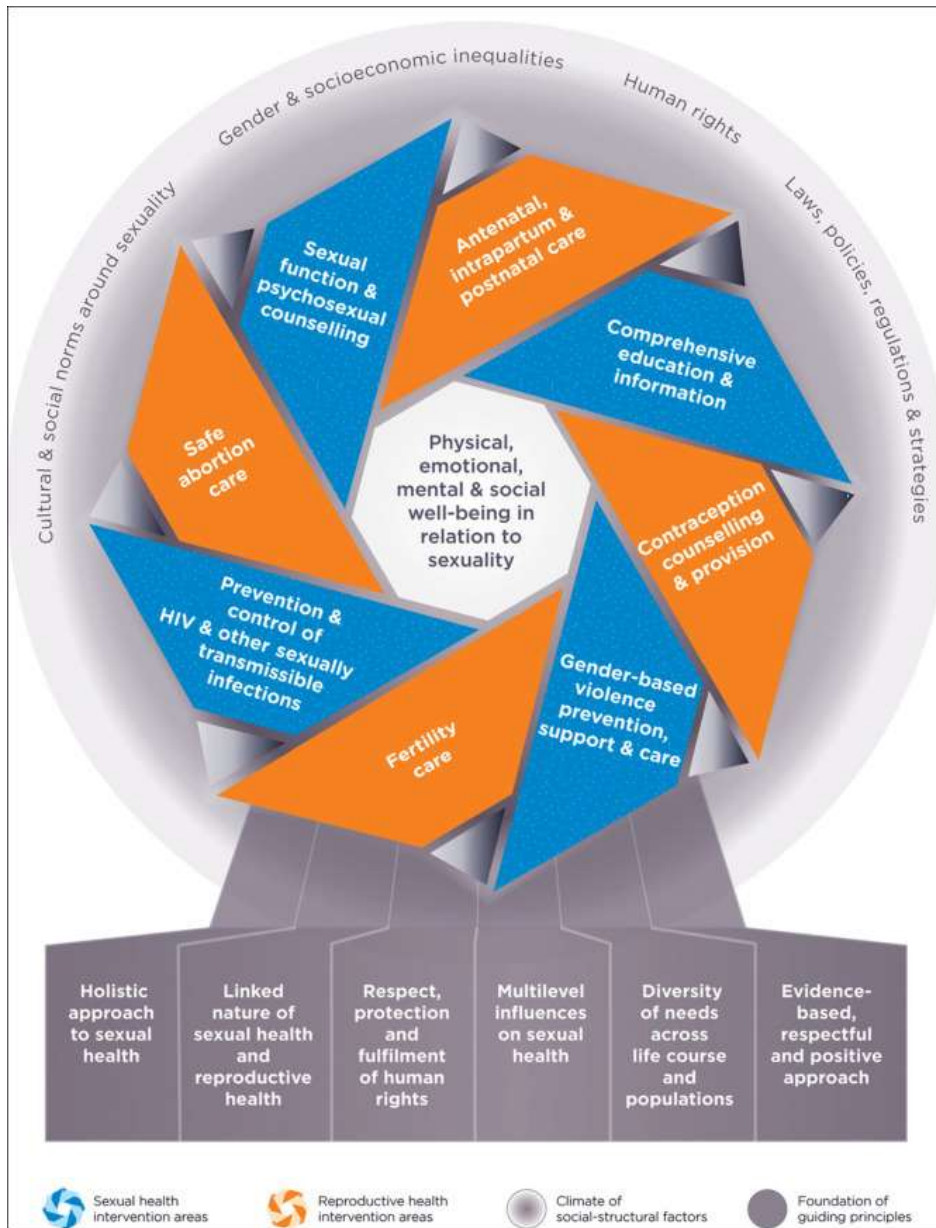 Cultural & social norms around sexuality
Gender & socioeconomic inequalities
Human rights
Laws, policies, regulations & strategies
Sexual
function &
psychosexual
counselling
Antenatal,
intrapartum &
postnatal care
Comprehensive
education &
information
Safe
abortion
care
Physical,
emotional,
mental & social
well-being in
relation to
sexuality
Contraception
counselling
& provision
Prevention &
control of
HIV & other sexually
transmissible
infections
Fertility
care
Gender-based
violence
prevention,
support & care
Holistic
approach
to sexual
health
Linked
nature of
sexual health
and
reproductive
health
Respect,
protection
and
fulfilment
of human
rights
Multilevel
influences
on sexual
health
Diversity
of needs
across
life course
and
populations
Evidence-
based,
respectful
and positive
approach
Sexual health
intervention areas
Reproductive health
intervention areas
Climate of
social-structural factors
Foundation of
guiding principles